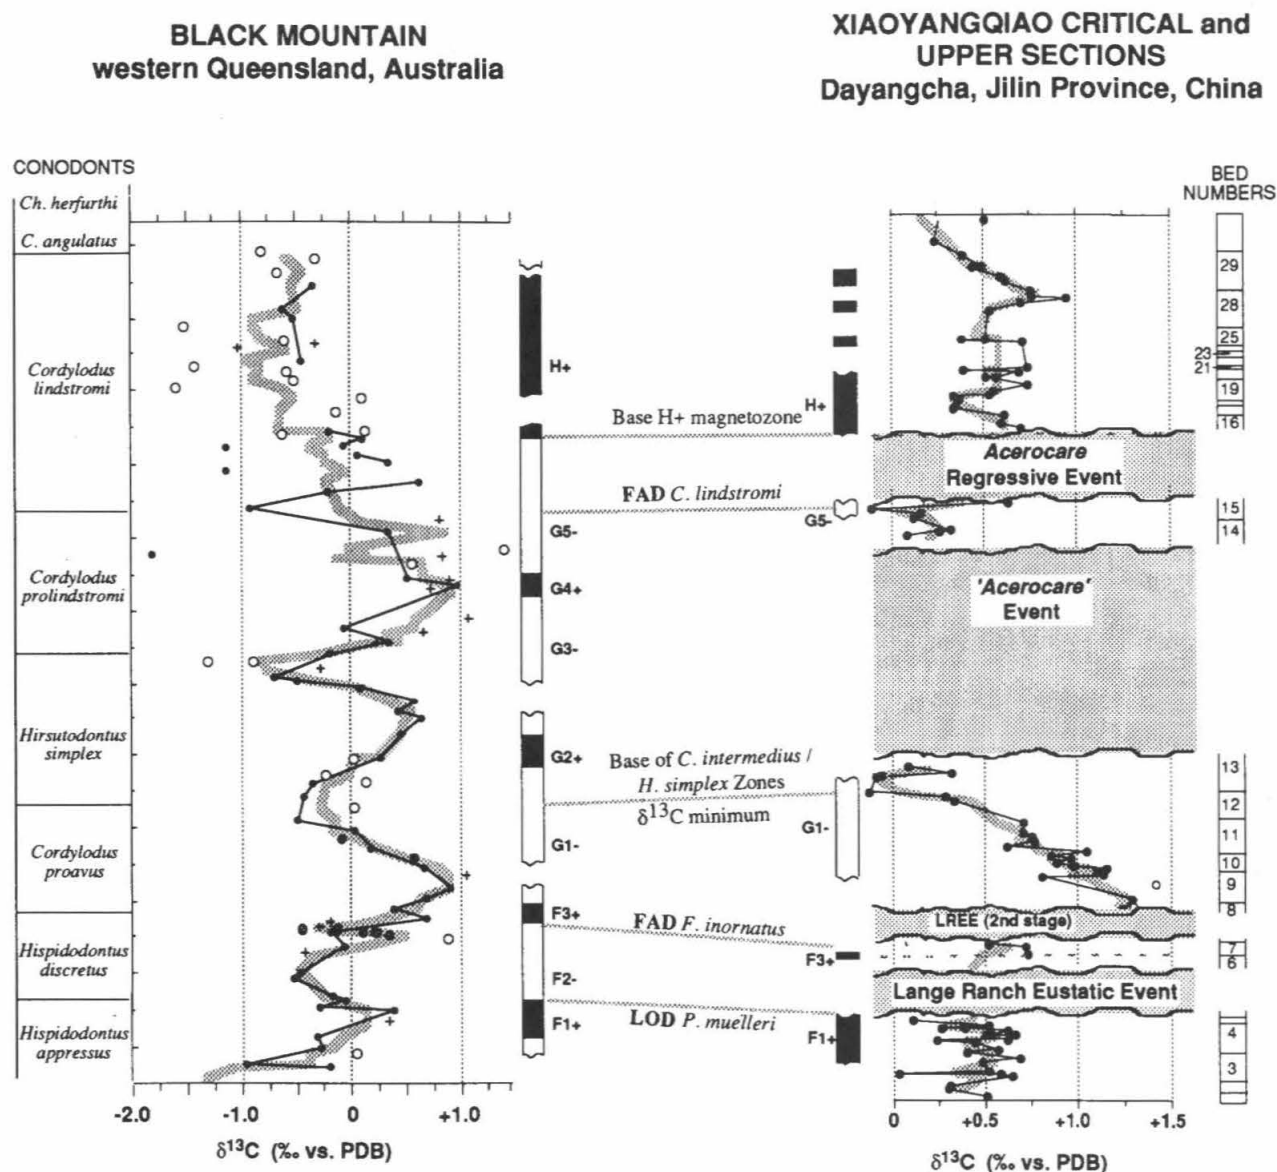 BLACK MOUNTAIN
western Queensland, Australia
XIAOYANGQIAO CRITICAL and
UPPER SECTIONS
Dayangcha, Jilin Province, China
CONODONTS
Ch. herfurthi
C. angulatus
Cordylodus
lindstromi
Cordylodus
prolindstromi
Hirsutodontus
simplex
Cordylodus
proavus
Hispidodontus
discretus
Hispidodontus
appressus
-2.0
-1.0
0
+1.0
δ13C (‰ vs. PDB)
H+
G5-
G4+
G3-
G2+
G1-
F3+
F2-
F1+
Base H+ magnetozone
FAD C. lindstromi
Base of C. intermedius /
H. simplex Zones
δ13C minimum
FAD F. inornatus
LOD P. muelleri
H+
G5-
G1-
F3+
F1+
Acerocare
Regressive Event
'Acerocare'
Event
LREE (2nd stage)
Lange Ranch Eustatic Event
0
+0.5
+1.0
+1.5
δ13C (‰ vs. PDB)
BED
NUMBERS
29
28
25
23
21
19
16
15
14
13
12
11
10
9
8
7
6
4
3